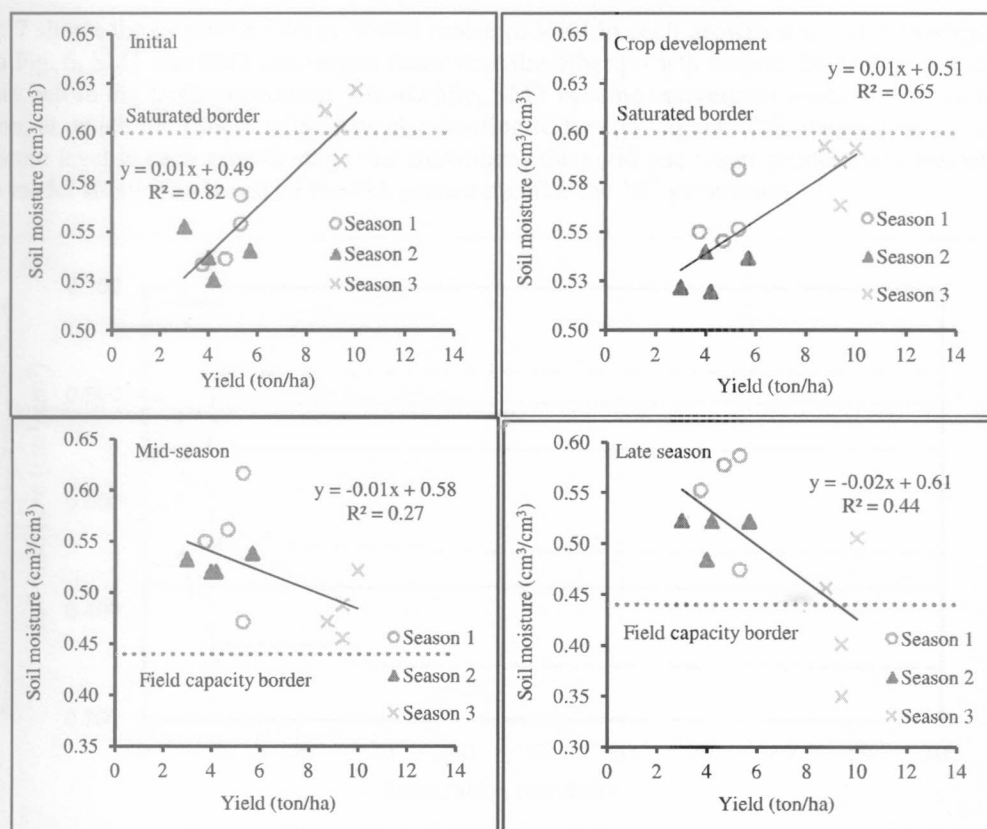 Initial
0.65
0.63
0.60
0.58
0.55
0.53
0.50
Soil moisture (cm³/cm³)
Saturated border
y = 0.01x + 0.49
R² = 0.82
Season 1
Season 2
Season 3
0 2 4 6 8 10 12 14
Yield (ton/ha)
Crop development
0.65
0.63
0.60
0.58
0.55
0.53
0.50
Soil moisture (cm³/cm³)
y = 0.01x + 0.51
R² = 0.65
Saturated border
Season 1
Season 2
Season 3
0 2 4 6 8 10 12 14
Yield (ton/ha)
Mid-season
0.65
0.60
0.55
0.50
0.45
0.40
0.35
Soil moisture (cm³/cm³)
y = -0.01x + 0.58
R² = 0.27
Season 1
Field capacity border
Season 2
Season 3
0 2 4 6 8 10 12 14
Yield (ton/ha)
Late season
0.60
0.55
0.50
0.45
0.40
0.35
0.30
Soil moisture (cm³/cm³)
y = -0.02x + 0.61
R² = 0.44
Field capacity border
Season 1
Season 2
Season 3
0 2 4 6 8 10 12 14
Yield (ton/ha)